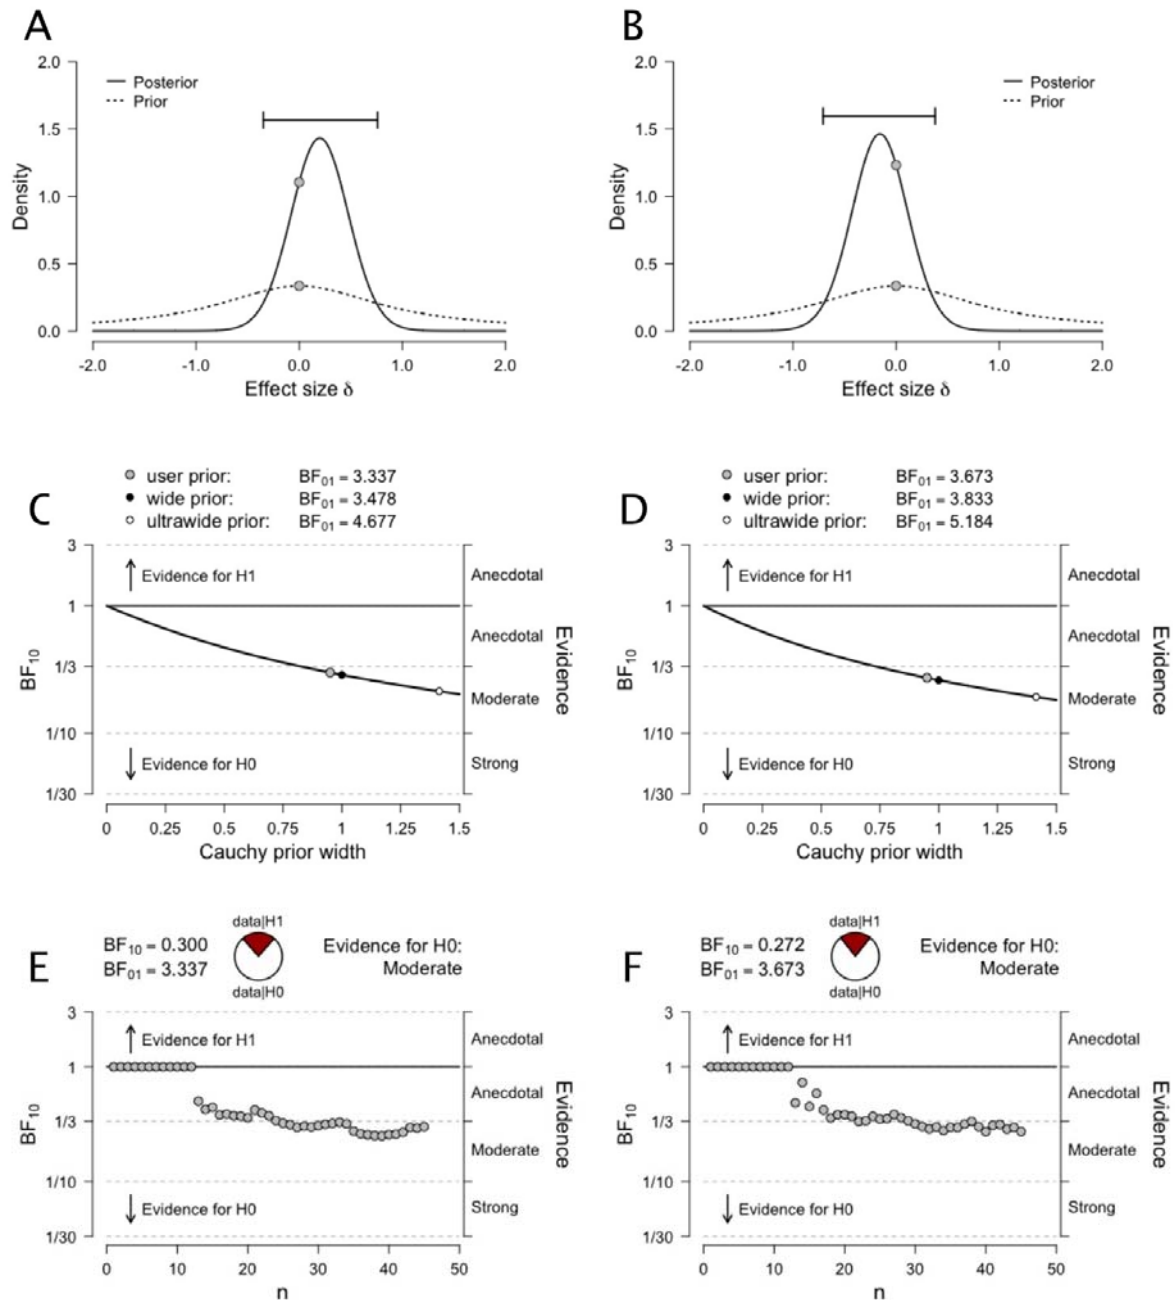 A
2.0
1.5
1.0
0.5
0.0
Density
Posterior
Prior
-2.0 -1.0 0.0 1.0 2.0
Effect size δ
B
2.0
1.5
1.0
0.5
0.0
Density
Posterior
Prior
-2.0 -1.0 0.0 1.0 2.0
Effect size δ
C
user prior: BF₀₁ = 3.337
wide prior: BF₀₁ = 3.478
ultrawide prior: BF₀₁ = 4.677
3
1
1/3
1/10
1/30
BF₁₀
Evidence for H1
Evidence for H0
Anecdotal
Anecdotal
Moderate
Strong
Evidence
0 0.25 0.5 0.75 1 1.25 1.5
Cauchy prior width
D
user prior: BF₀₁ = 3.673
wide prior: BF₀₁ = 3.833
ultrawide prior: BF₀₁ = 5.184
3
1
1/3
1/10
1/30
BF₁₀
Evidence for H1
Evidence for H0
Anecdotal
Anecdotal
Moderate
Strong
Evidence
0 0.25 0.5 0.75 1 1.25 1.5
Cauchy prior width
E
BF₁₀ = 0.300
BF₀₁ = 3.337
data|H1
data|H0
Evidence for H0:
Moderate
3
1
1/3
1/10
1/30
BF₁₀
Evidence for H1
Evidence for H0
Anecdotal
Anecdotal
Moderate
Strong
Evidence
0 10 20 30 40 50
n
F
BF₁₀ = 0.272
BF₀₁ = 3.673
data|H1
data|H0
Evidence for H0:
Moderate
3
1
1/3
1/10
1/30
BF₁₀
Evidence for H1
Evidence for H0
Anecdotal
Anecdotal
Moderate
Strong
Evidence
0 10 20 30 40 50
n